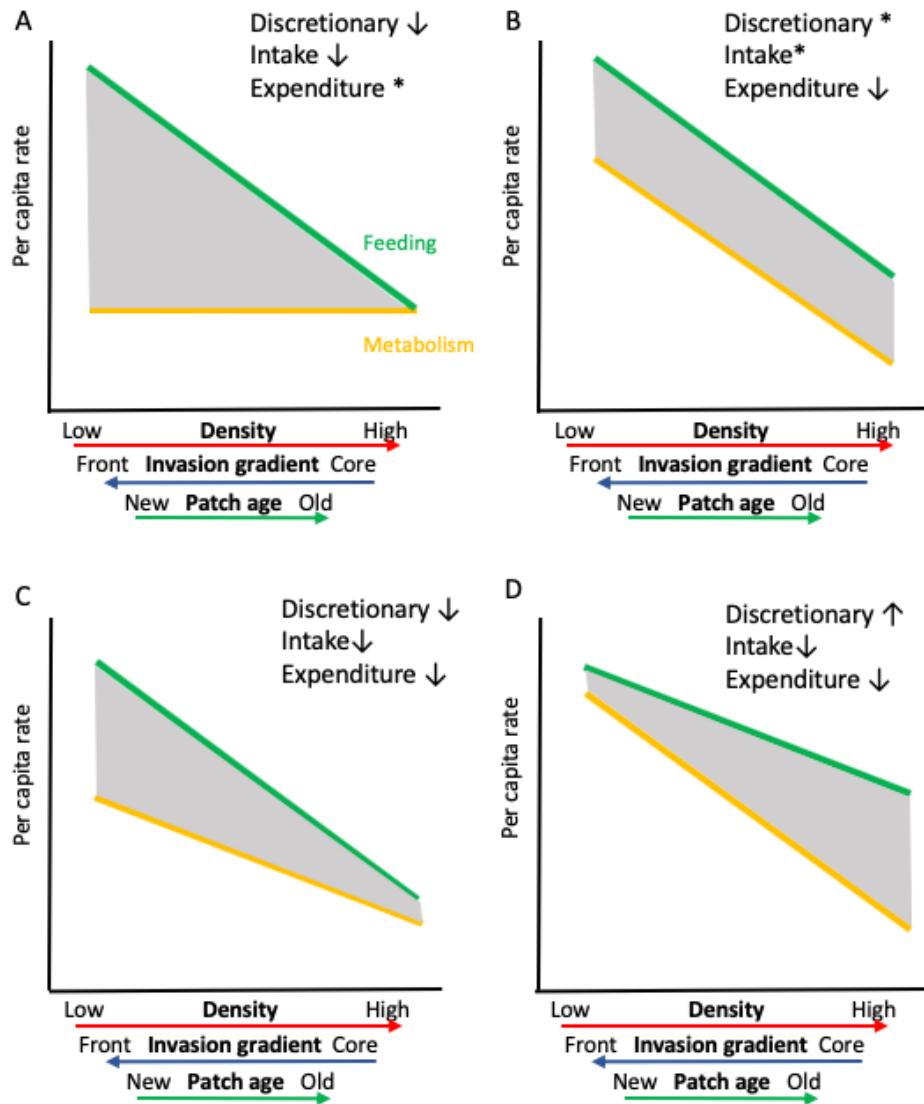 A
Discretionary ↓
Intake ↓
Expenditure *
Per capita rate
Feeding
Metabolism
Low Density High
Front Invasion gradient Core
New Patch age Old
B
Discretionary *
Intake*
Expenditure ↓
Per capita rate
Low Density High
Front Invasion gradient Core
New Patch age Old
C
Discretionary ↓
Intake↓
Expenditure ↓
Per capita rate
Low Density High
Front Invasion gradient Core
New Patch age Old
D
Discretionary ↑
Intake↓
Expenditure ↓
Per capita rate
Low Density High
Front Invasion gradient Core
New Patch age Old